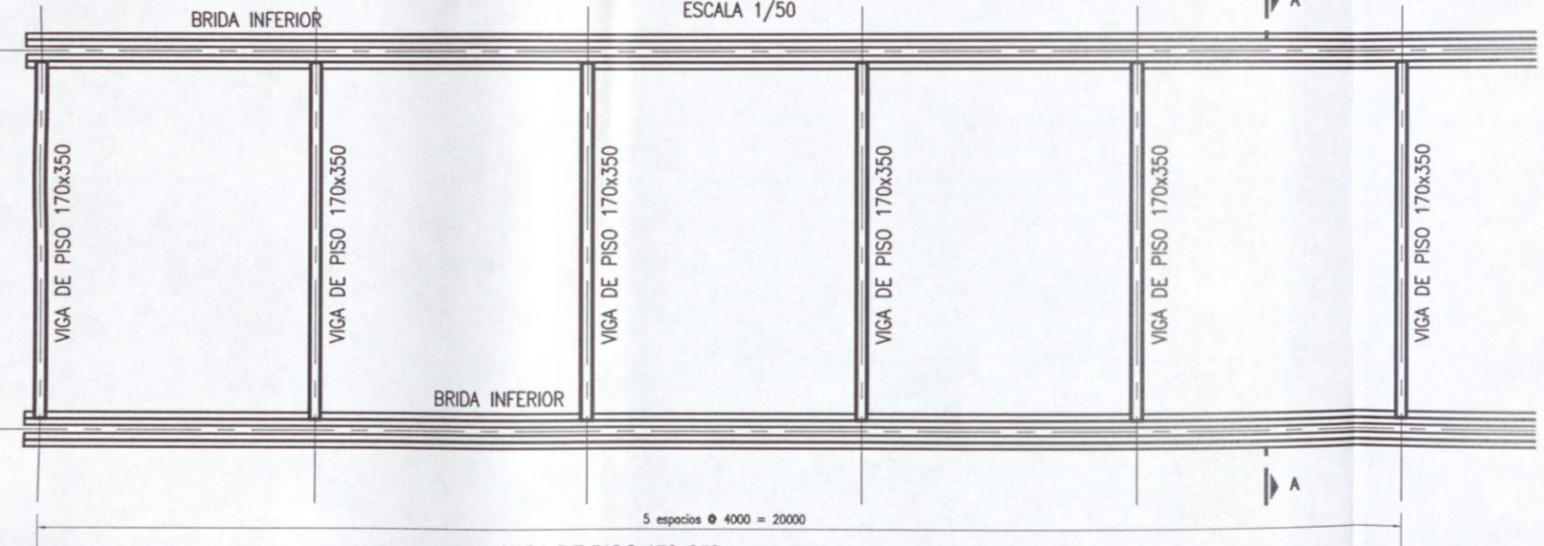 BRIDA INFERIOR
ESCALA 1/50
A
VIGA DE PISO 170x350
VIGA DE PISO 170x350
VIGA DE PISO 170x350
VIGA DE PISO 170x350
VIGA DE PISO 170x350
VIGA DE PISO 170x350
BRIDA INFERIOR
A
5 espacios @ 4000 = 20000